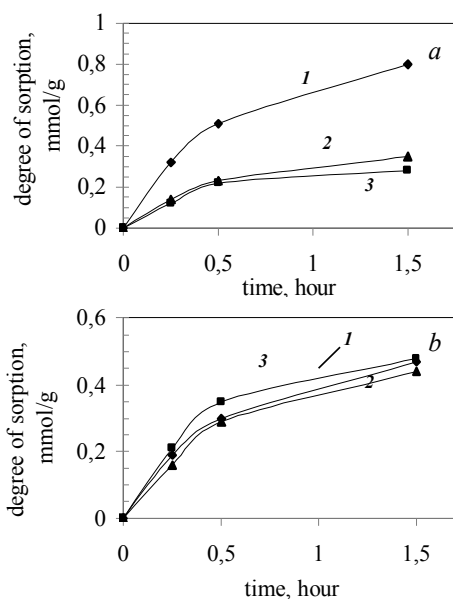 degree of sorption,
mmol/g
1
0,8
0,6
0,4
0,2
0
a
1
2
3
0 0,5 1 1,5
time, hour
degree of sorption,
mmol/g
0,6
0,4
0,2
0
b
3
1
2
0 0,5 1 1,5
time, hour